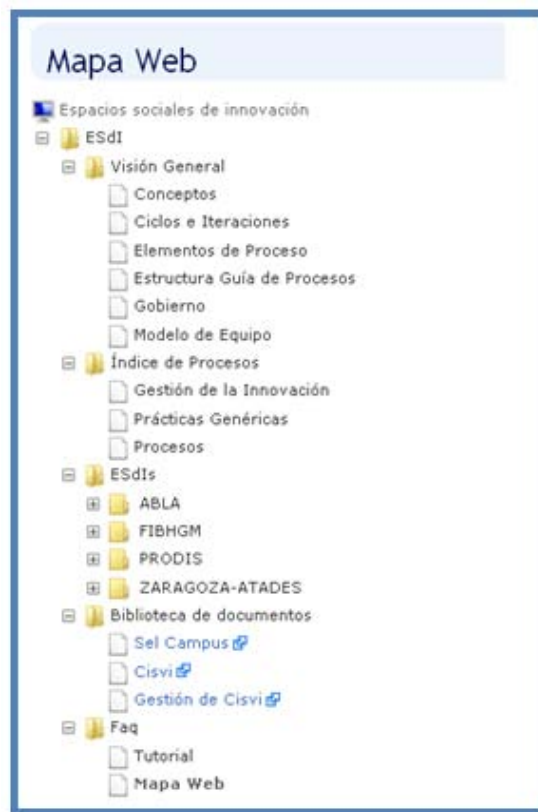 Mapa Web
Espacios sociales de innovación
ESdI
Visión General
Conceptos
Ciclos e Iteraciones
Elementos de Proceso
Estructura Guía de Procesos
Gobierno
Modelo de Equipo
Índice de Procesos
Gestión de la Innovación
Prácticas Genéricas
Procesos
ESdIs
ABLA
FIBHGM
PRODIS
ZARAGOZA-ATADES
Biblioteca de documentos
Sel Campus
Cisvi
Gestión de Cisvi
Faq
Tutorial
Mapa Web